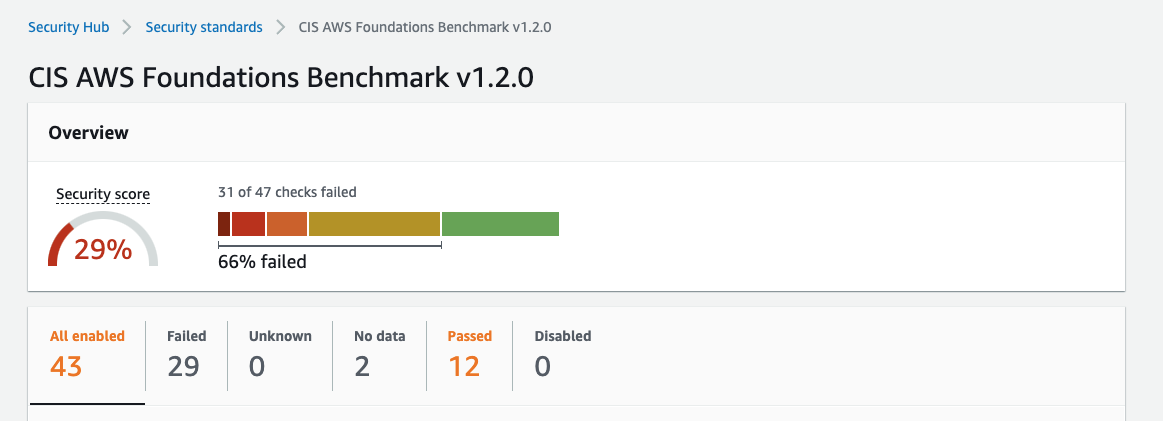 Security Hub > Security standards > CIS AWS Foundations Benchmark v1.2.0
CIS AWS Foundations Benchmark v1.2.0
Overview
Security score
29%
31 of 47 checks failed
66% failed
All enabled Failed Unknown No data Passed Disabled
43 29 0 2 12 0